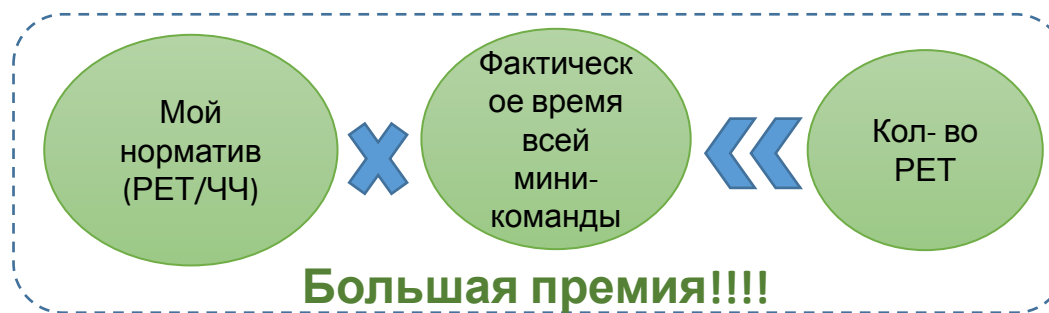 Мой
норматив
(РЕТ/ЧЧ)
Фактическ
ое время
всей
мини-
команды
Кол- во
РЕТ
Большая премия!!!!